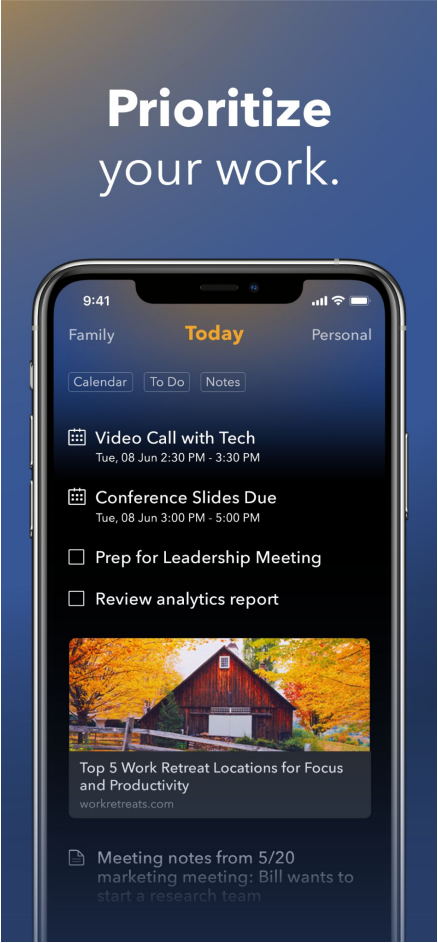 Prioritize
your work.
9:41
Family Today Personal
Calendar To Do Notes
Video Call with Tech
Tue, 08 Jun 2:30 PM - 3:30 PM
Conference Slides Due
Tue, 08 Jun 3:00 PM - 5:00 PM
Prep for Leadership Meeting
Review analytics report
Top 5 Work Retreat Locations for Focus
and Productivity
workretreats.com
Meeting notes from 5/20
marketing meeting: Bill wants to
start a research team